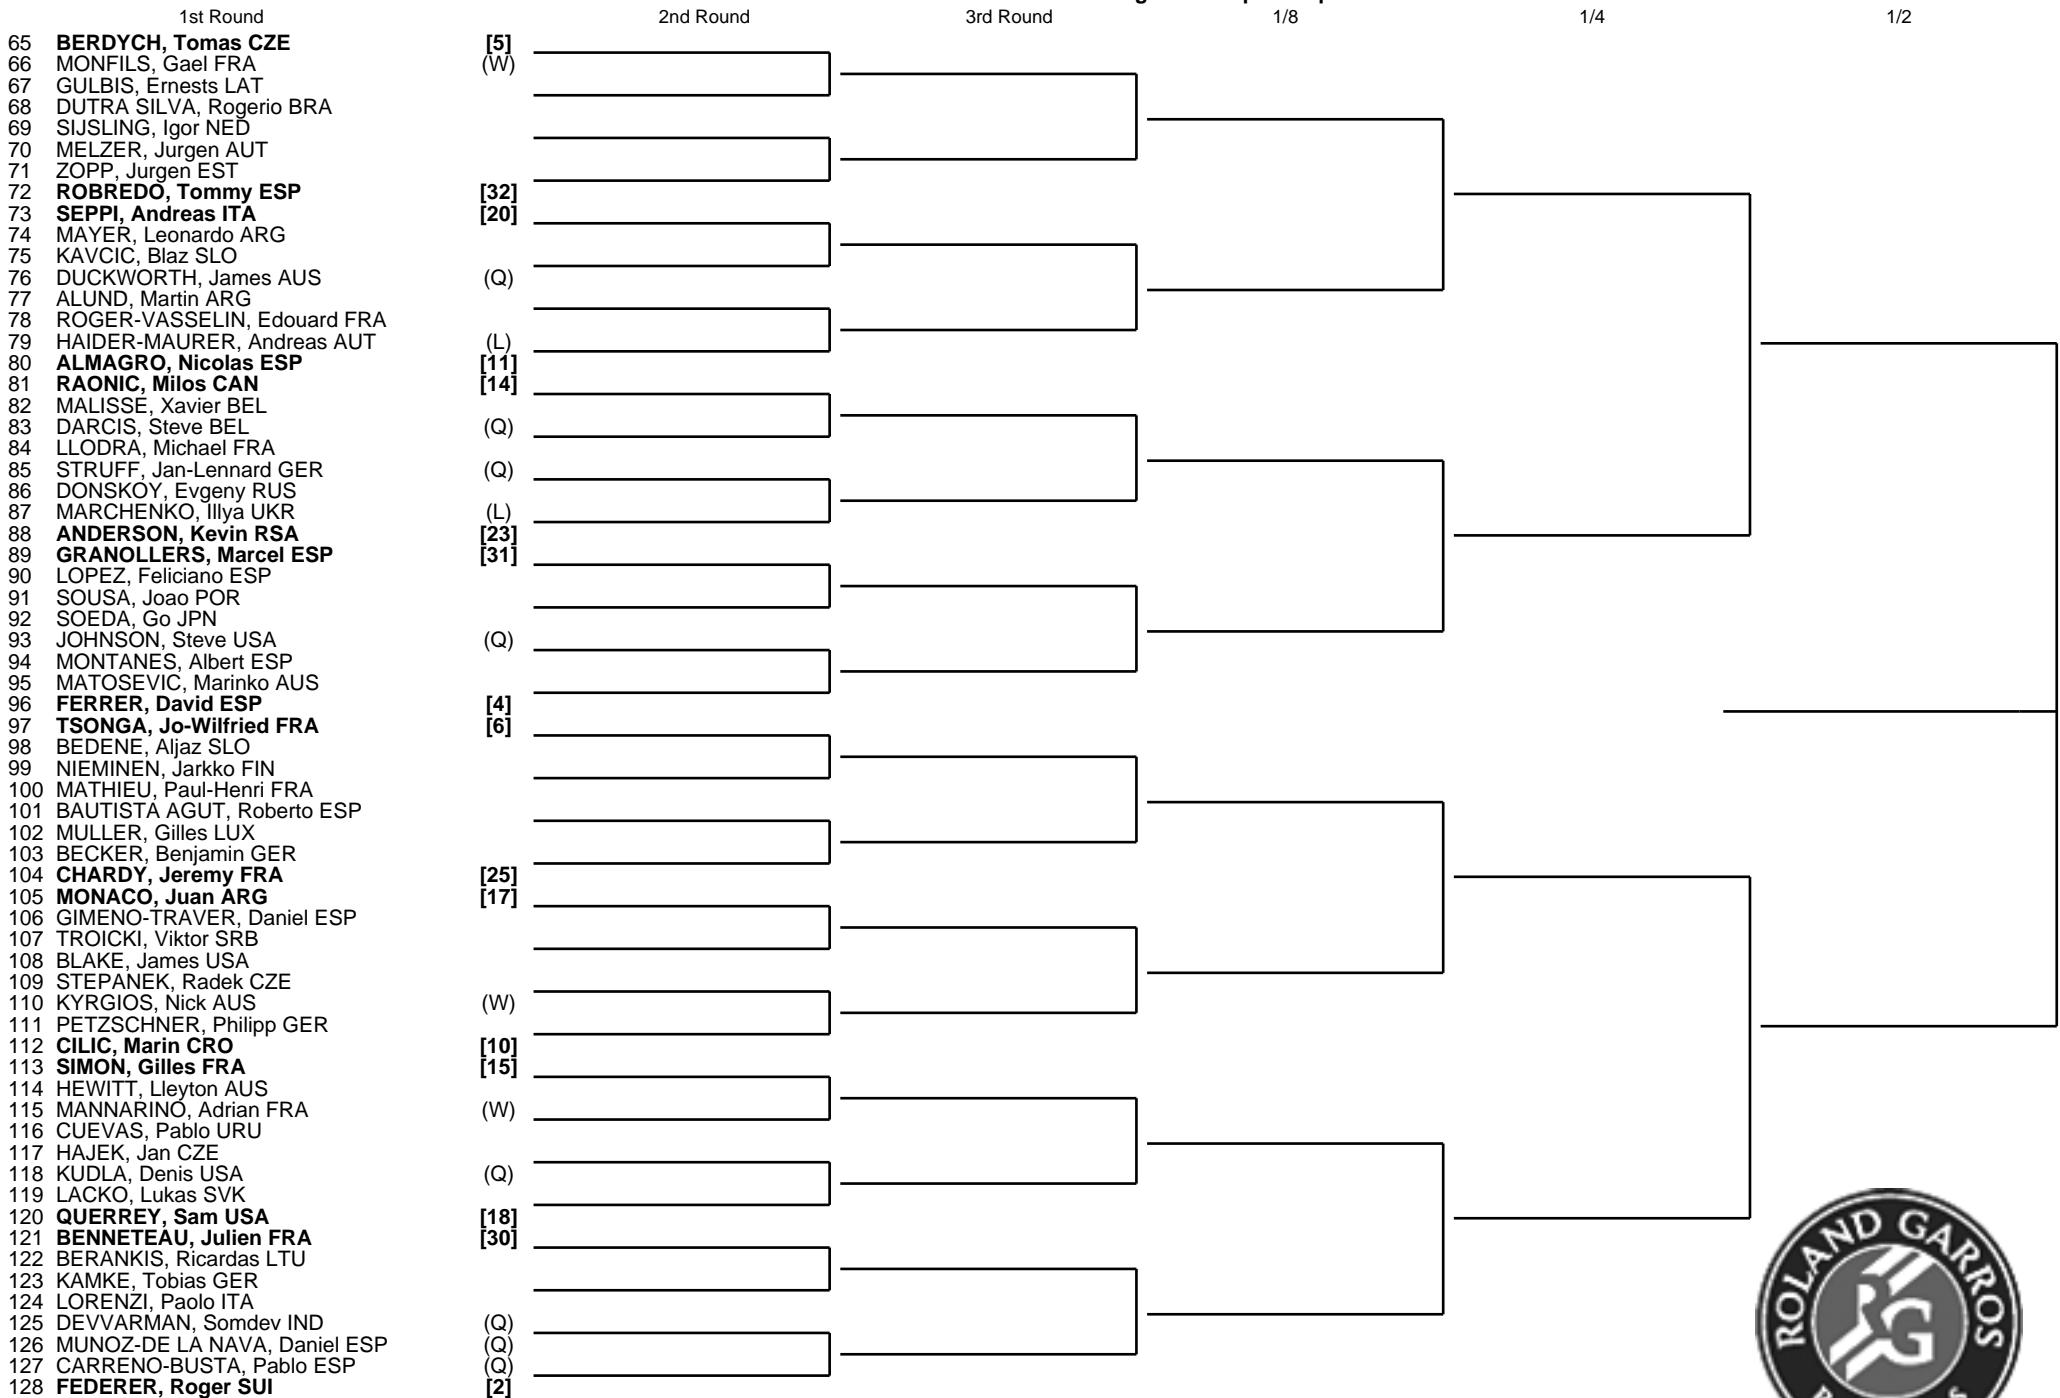 1st Round 2nd Round 3rd Round 1/8 1/4 1/2
65 BERDYCH, Tomas CZE [5]
66 MONFILS, Gael FRA (W)
67 GULBIS, Ernests LAT
68 DUTRA SILVA, Rogerio BRA
69 SIJSLING, Igor NED
70 MELZER, Jurgen AUT
71 ZOPP, Jurgen EST
72 ROBREDO, Tommy ESP [32]
73 SEPPI, Andreas ITA [20]
74 MAYER, Leonardo ARG
75 KAVCIC, Blaz SLO
76 DUCKWORTH, James AUS (Q)
77 ALUND, Martin ARG
78 ROGER-VASSELIN, Edouard FRA
79 HAIDER-MAURER, Andreas AUT (L)
80 ALMAGRO, Nicolas ESP [11]
81 RAONIC, Milos CAN [14]
82 MALISSE, Xavier BEL
83 DARCIS, Steve BEL (Q)
84 LLODRA, Michael FRA
85 STRUFF, Jan-Lennard GER (Q)
86 DONSKOY, Evgeny RUS
87 MARCHENKO, Illya UKR (L)
88 ANDERSON, Kevin RSA [23]
89 GRANOLLERS, Marcel ESP [31]
90 LOPEZ, Feliciano ESP
91 SOUSA, Joao POR
92 SOEDA, Go JPN
93 JOHNSON, Steve USA (Q)
94 MONTANES, Albert ESP
95 MATOSEVIC, Marinko AUS
96 FERRER, David ESP [4]
97 TSONGA, Jo-Wilfried FRA [6]
98 BEDENE, Aljaz SLO
99 NIEMINEN, Jarkko FIN
100 MATHIEU, Paul-Henri FRA
101 BAUTISTA AGUT, Roberto ESP
102 MULLER, Gilles LUX
103 BECKER, Benjamin GER
104 CHARDY, Jeremy FRA [25]
105 MONACO, Juan ARG [17]
106 GIMENO-TRAVER, Daniel ESP
107 TROICKI, Viktor SRB
108 BLAKE, James USA
109 STEPANEK, Radek CZE
110 KYRGIOS, Nick AUS (W)
111 PETZSCHNER, Philipp GER
112 CILIC, Marin CRO [10]
113 SIMON, Gilles FRA [15]
114 HEWITT, Lleyton AUS
115 MANNARINO, Adrian FRA (W)
116 CUEVAS, Pablo URU
117 HAJEK, Jan CZE
118 KUDLA, Denis USA (Q)
119 LACKO, Lukas SVK
120 QUERREY, Sam USA [18]
121 BENNETEAU, Julien FRA [30]
122 BERANKIS, Ricardas LTU
123 KAMKE, Tobias GER
124 LORENZI, Paolo ITA
125 DEVVARMAN, Somdev IND (Q)
126 MUNOZ-DE LA NAVA, Daniel ESP (Q)
127 CARRENO-BUSTA, Pablo ESP (Q)
128 FEDERER, Roger SUI [2]
ROLAND GARROS
RG